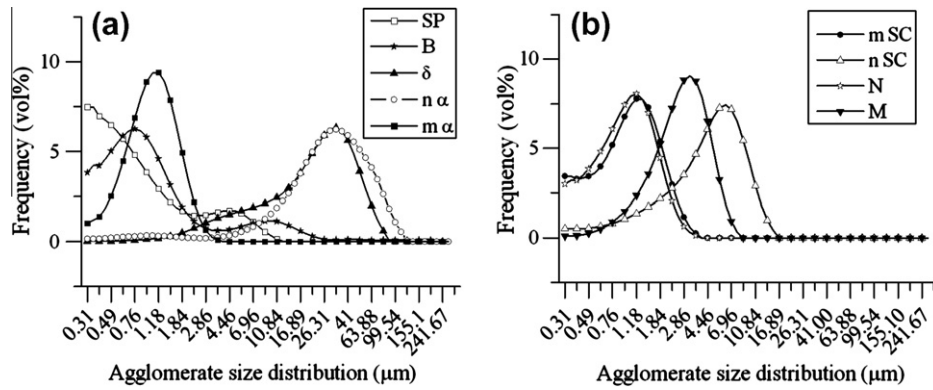 (a)
SP
B
δ
n α
m α
Frequency (vol%)
10
5
0
0.31
0.49
0.76
1.18
1.84
2.86
4.46
6.96
10.84
16.89
26.31
41
63.88
99.54
155.1
241.67
Agglomerate size distribution (μm)
(b)
m SC
n SC
N
M
Frequency (vol%)
10
5
0
0.31
0.49
0.76
1.18
1.84
2.86
4.46
6.96
10.84
16.89
26.31
41.00
63.88
99.54
155.10
241.67
Agglomerate size distribution (μm)